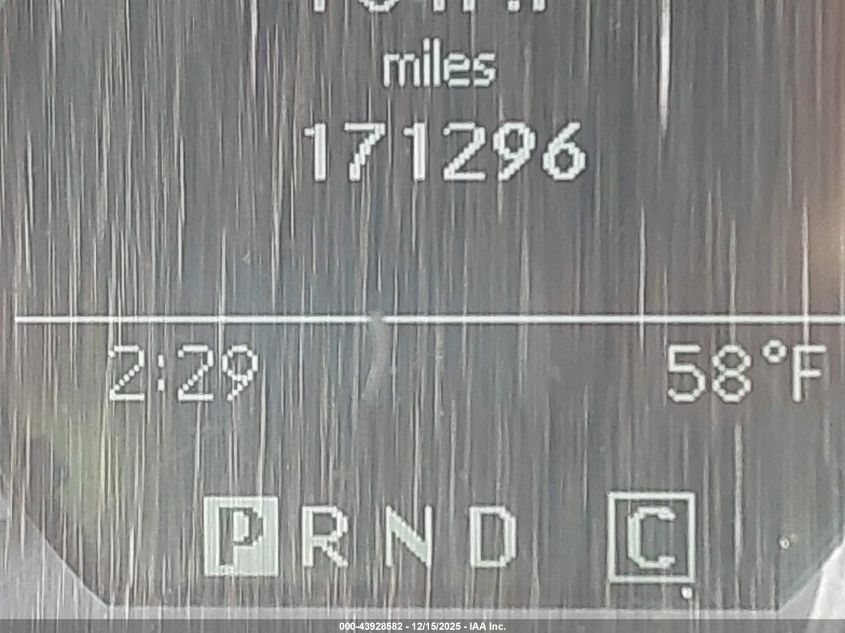 miles
171296
2:29 58°F
P R N D C
000-43928582 - 12/15/2025 - IAA Inc.